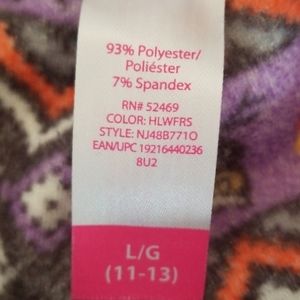 93% Polyester/
Poliéster
7% Spandex
RN# 52469
COLOR: HLWFRS
STYLE: NJ48B771O
EAN/UPC 19216440236
8U2
L/G
(11-13)